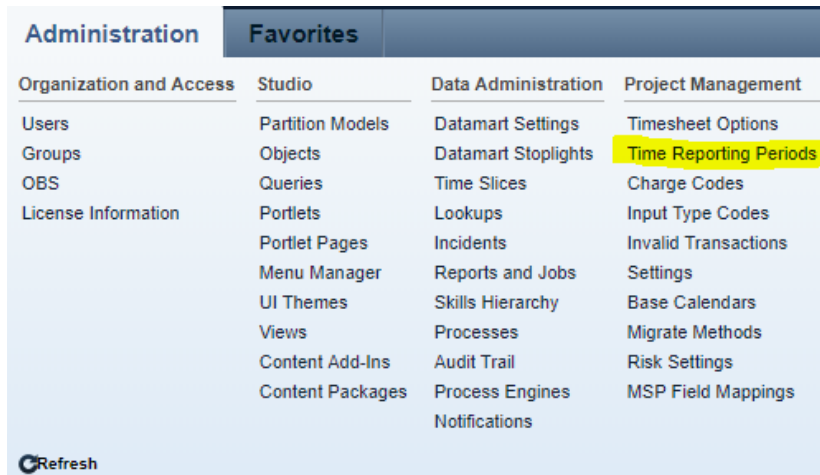 Administration
Favorites
Organization and Access
Users
Groups
OBS
License Information
Studio
Partition Models
Objects
Queries
Portlets
Portlet Pages
Menu Manager
UI Themes
Views
Content Add-Ins
Content Packages
Data Administration
Datamart Settings
Datamart Stoplights
Time Slices
Lookups
Incidents
Reports and Jobs
Skills Hierarchy
Processes
Audit Trail
Process Engines
Notifications
Project Management
Timesheet Options
Time Reporting Periods
Charge Codes
Input Type Codes
Invalid Transactions
Settings
Base Calendars
Migrate Methods
Risk Settings
MSP Field Mappings
Refresh